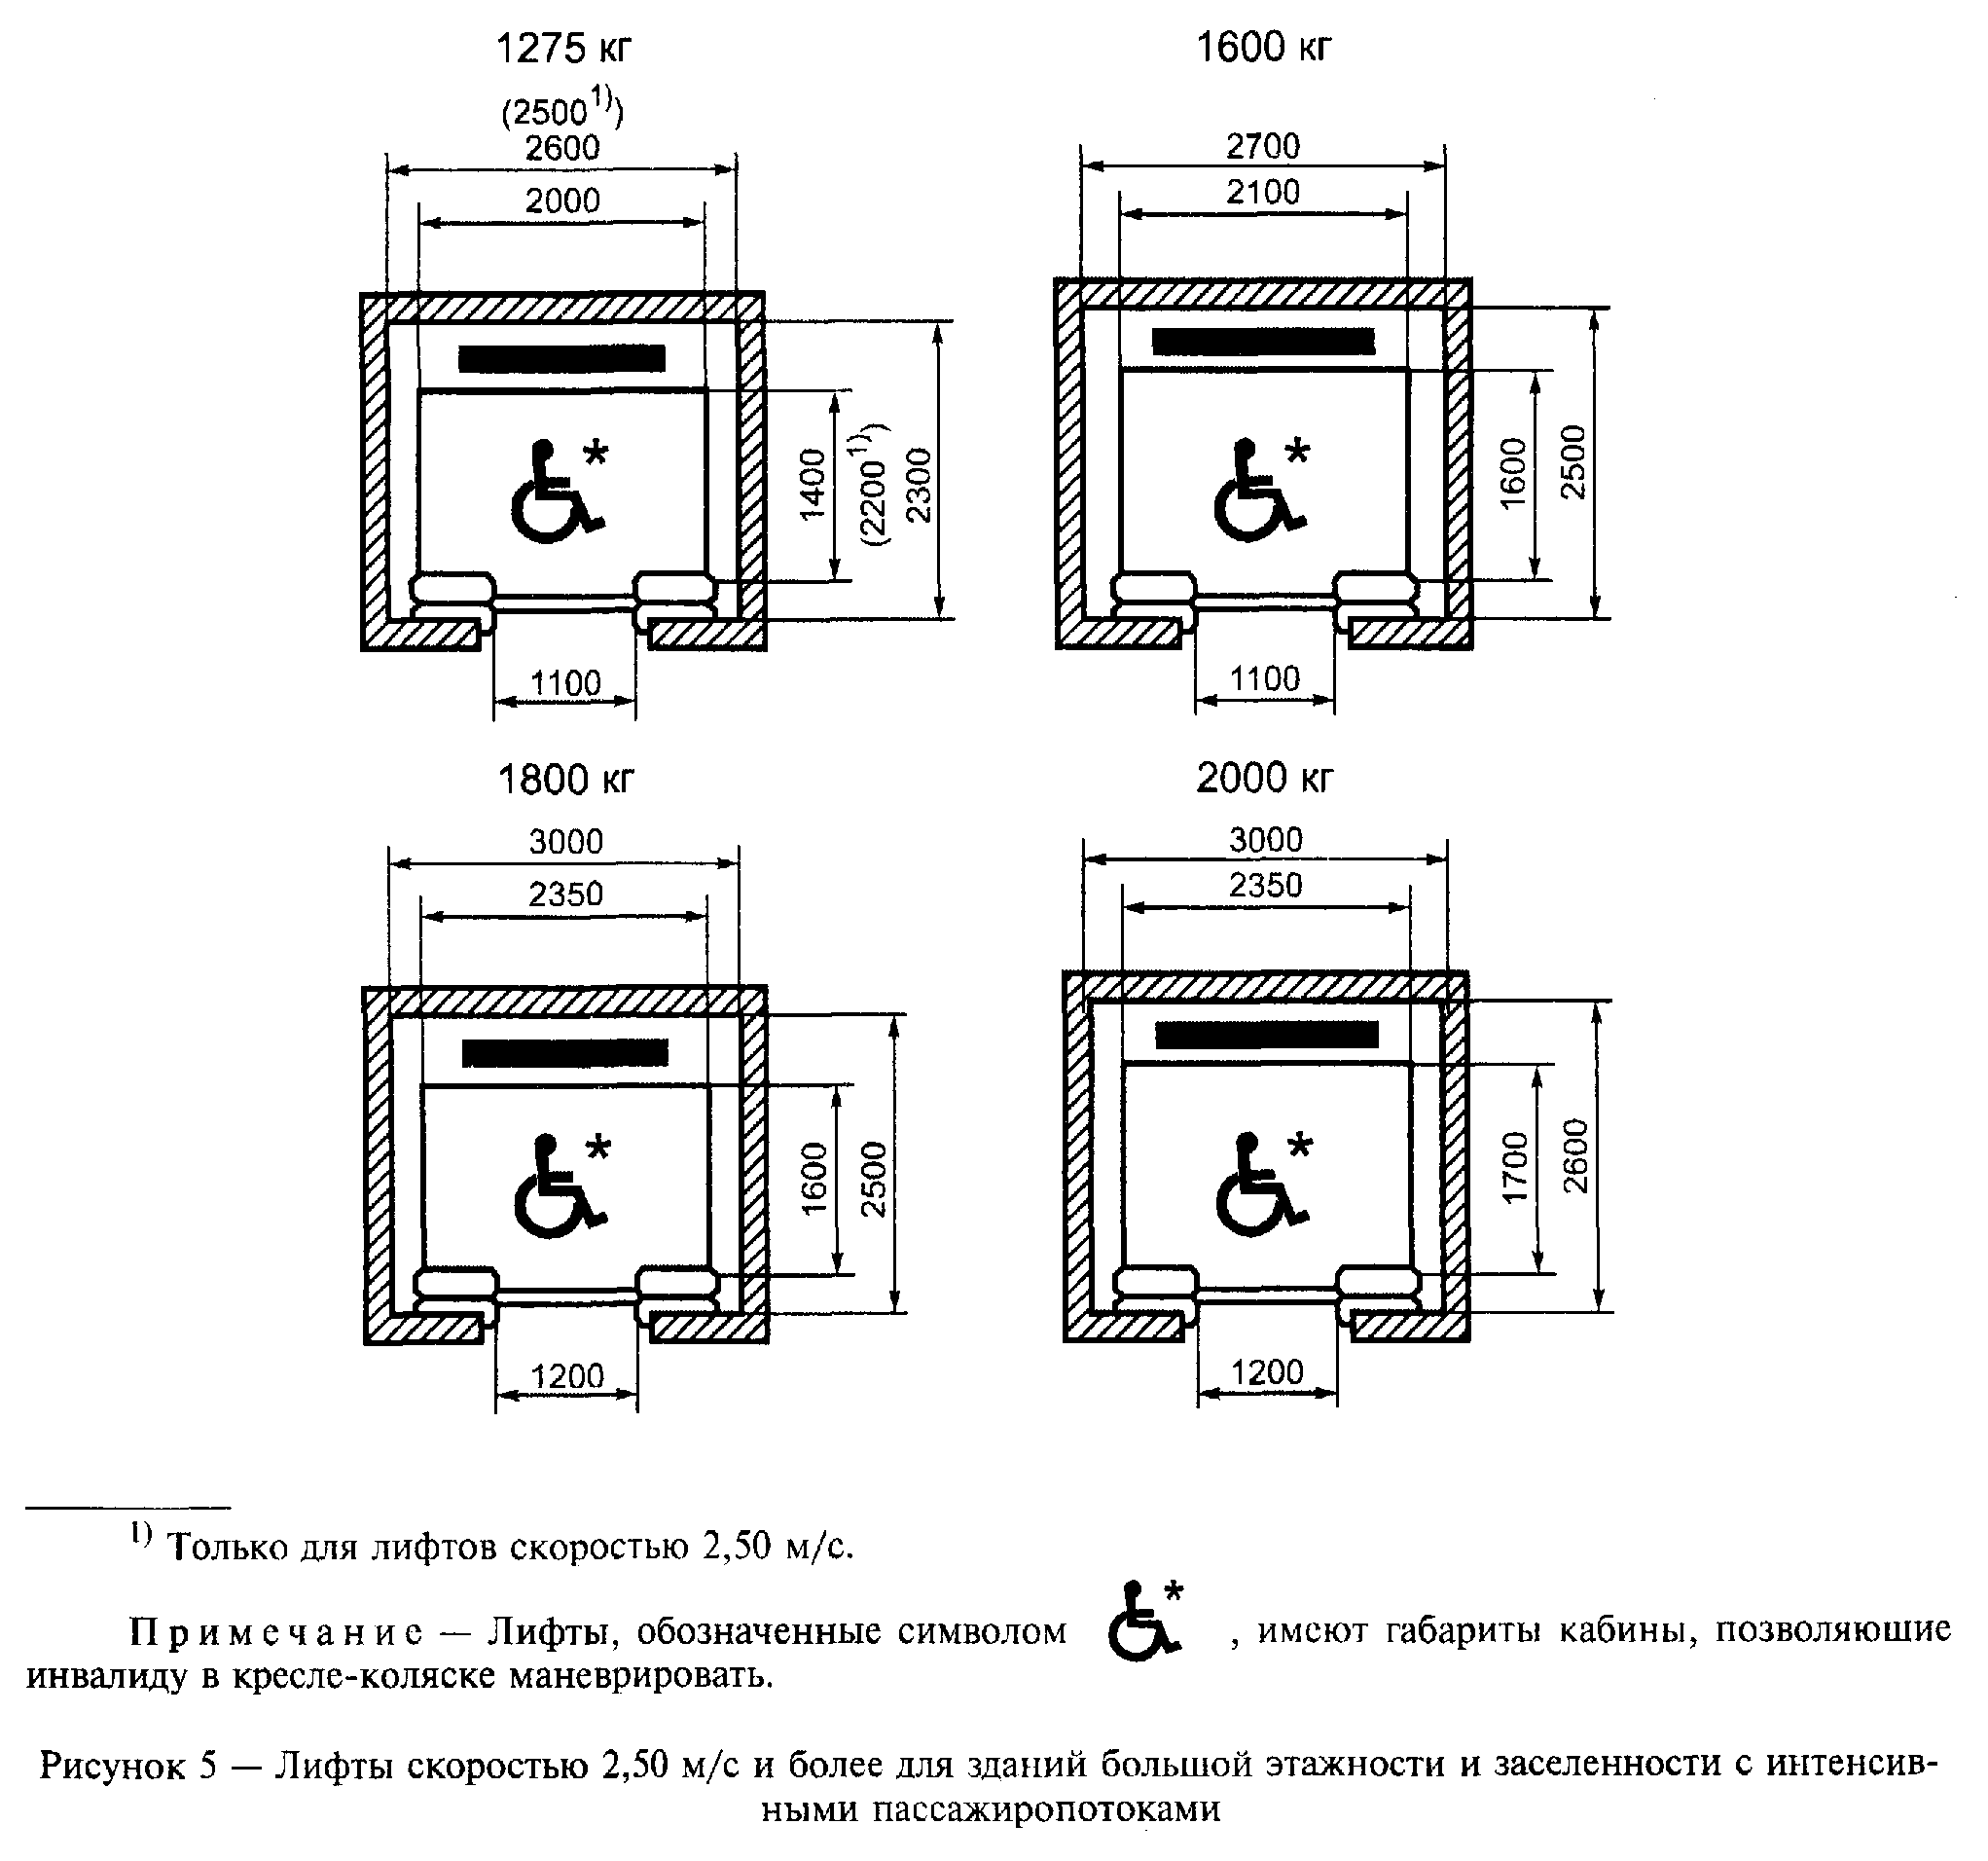 1275 кг
1600 кг
(2500¹⁾)
2600
2000
2700
2100
1400
(2200¹⁾)
2300
1600
2500
1100
1100
1800 кг
2000 кг
3000
2350
3000
2350
1600
2500
1700
2600
1200
1200
¹⁾ Только для лифтов скоростью 2,50 м/с.
Примечание — Лифты, обозначенные символом *, имеют габариты кабины, позволяющие
инвалиду в кресле-коляске маневрировать.
Рисунок 5 — Лифты скоростью 2,50 м/с и более для зданий большой этажности и заселенности с интенсив-
ными пассажиропотоками